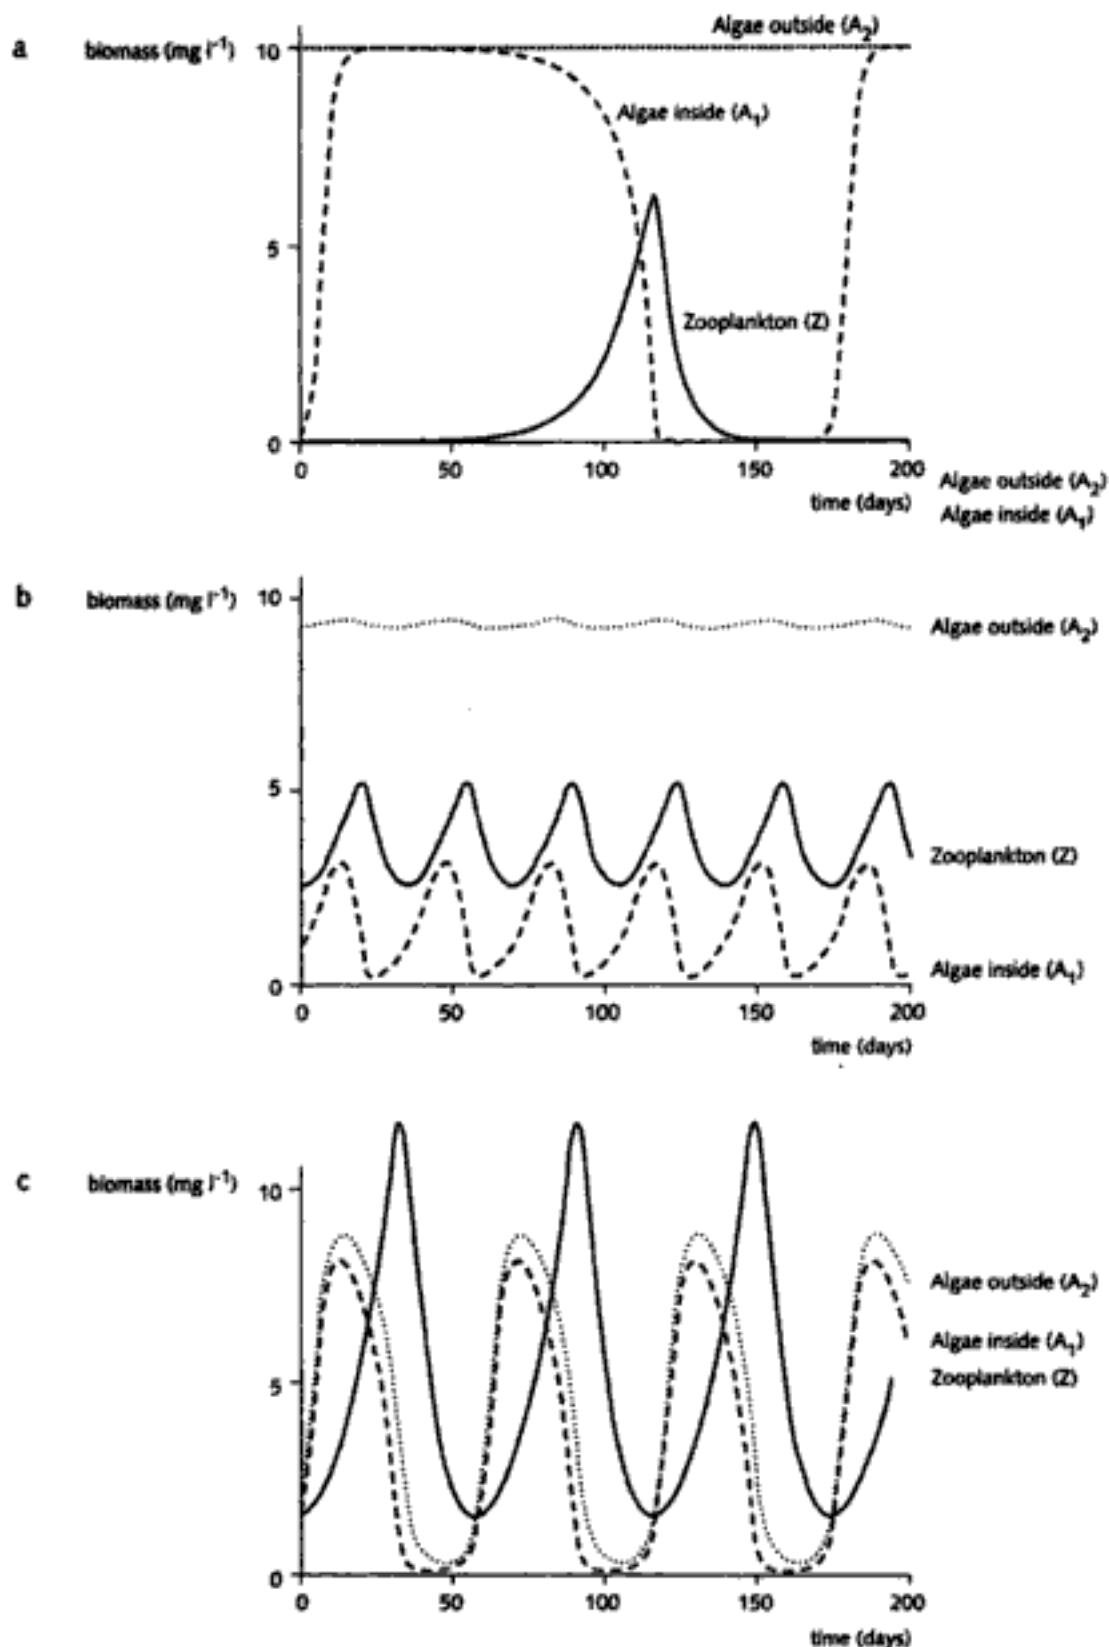 Algae outside (A₂)
a biomass (mg l⁻¹) 10
Algae inside (A₁)
5
Zooplankton (Z)
0
0 50 100 150 200
Algae outside (A₂)
time (days)
Algae inside (A₁)
b biomass (mg l⁻¹) 10
Algae outside (A₂)
5
Zooplankton (Z)
Algae inside (A₁)
0
0 50 100 150 200
time (days)
c biomass (mg l⁻¹) 10
Algae outside (A₂)
Algae inside (A₁)
5
Zooplankton (Z)
0
0 50 100 150 200
time (days)